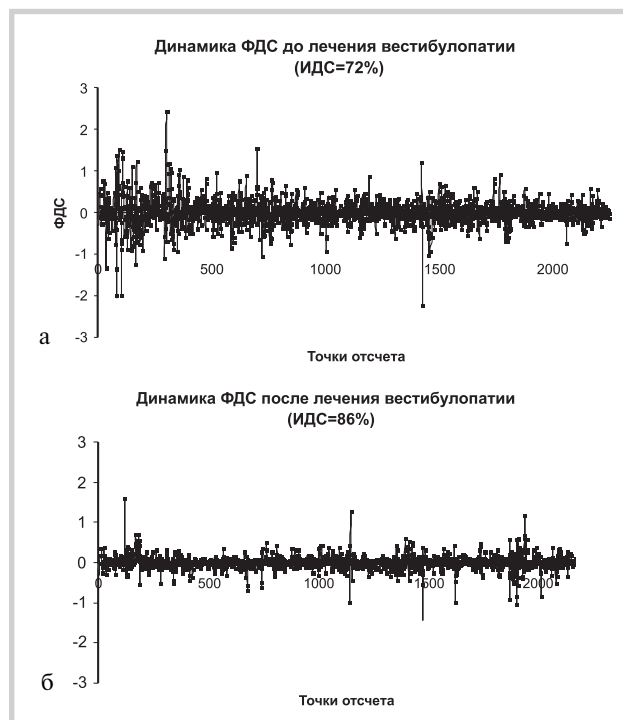 Динамика ФДС до лечения вестибулопатии
(ИДС=72%)
3
2
1
0
-1
-2
-3
ФДС
0 500 1000 1500 2000
Точки отсчета
а
Динамика ФДС после лечения вестибулопатии
(ИДС=86%)
3
2
1
0
-1
-2
-3
0 500 1000 1500 2000
Точки отсчета
б